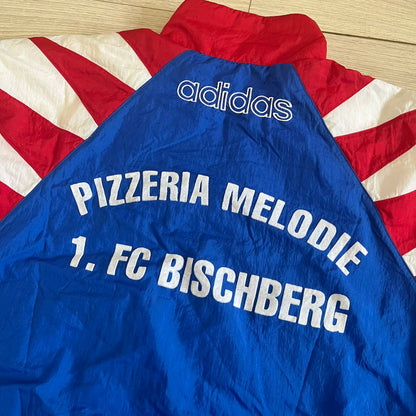 adidas
PIZZERIA MELODIE
1. FC BISCHBERG